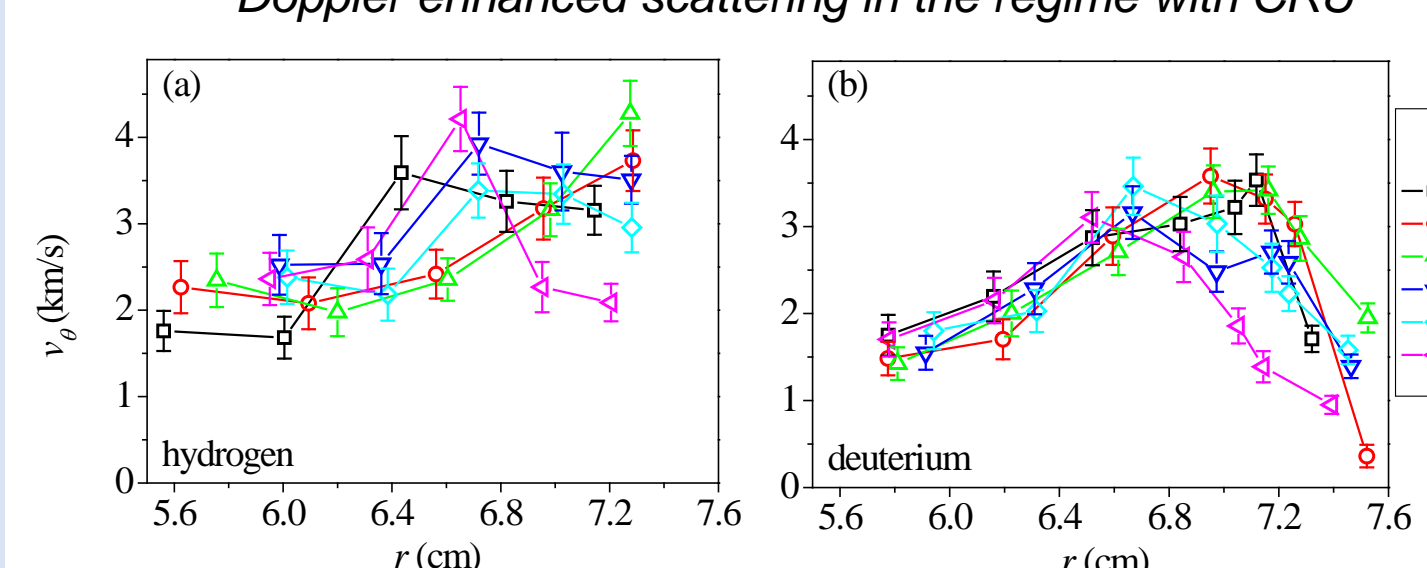 Doppler enhanced scattering in the regime with CRU
(a)
4
3
2
1
0
vθ (km/s)
hydrogen
5.6 6.0 6.4 6.8 7.2 7.6
r (cm)
(b)
4
3
2
1
0
deuterium
5.6 6.0 6.4 6.8 7.2 7.6
r (cm)